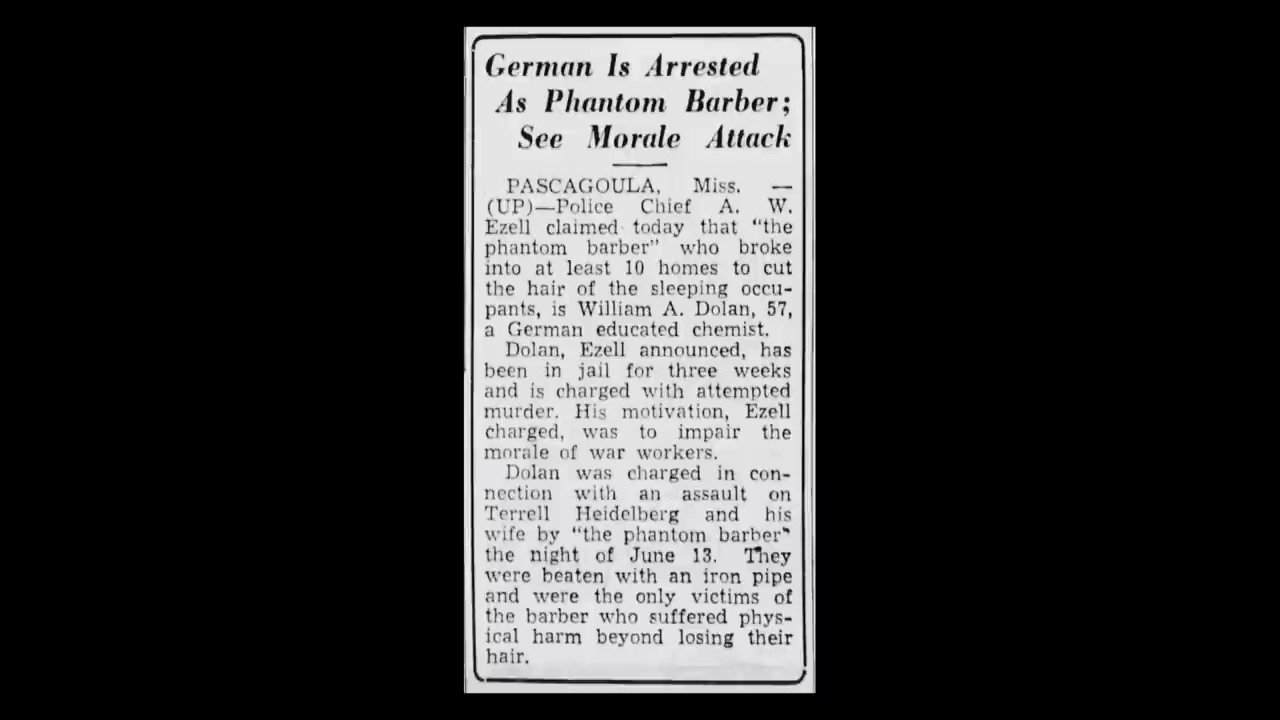 German Is Arrested
As Phantom Barber;
See Morale Attack
PASCAGOULA, Miss. —
(UP)—Police Chief A. W.
Ezell claimed today that "the
phantom barber" who broke
into at least 10 homes to cut
the hair of the sleeping occu-
pants, is William A. Dolan, 57,
a German educated chemist.
Dolan, Ezell announced, has
been in jail for three weeks
and is charged with attempted
murder. His motivation, Ezell
charged, was to impair the
morale of war workers.
Dolan was charged in con-
nection with an assault on
Terrell Heidelberg and his
wife by "the phantom barber"
the night of June 13. They
were beaten with an iron pipe
and were the only victims of
the barber who suffered phys-
ical harm beyond losing their
hair.